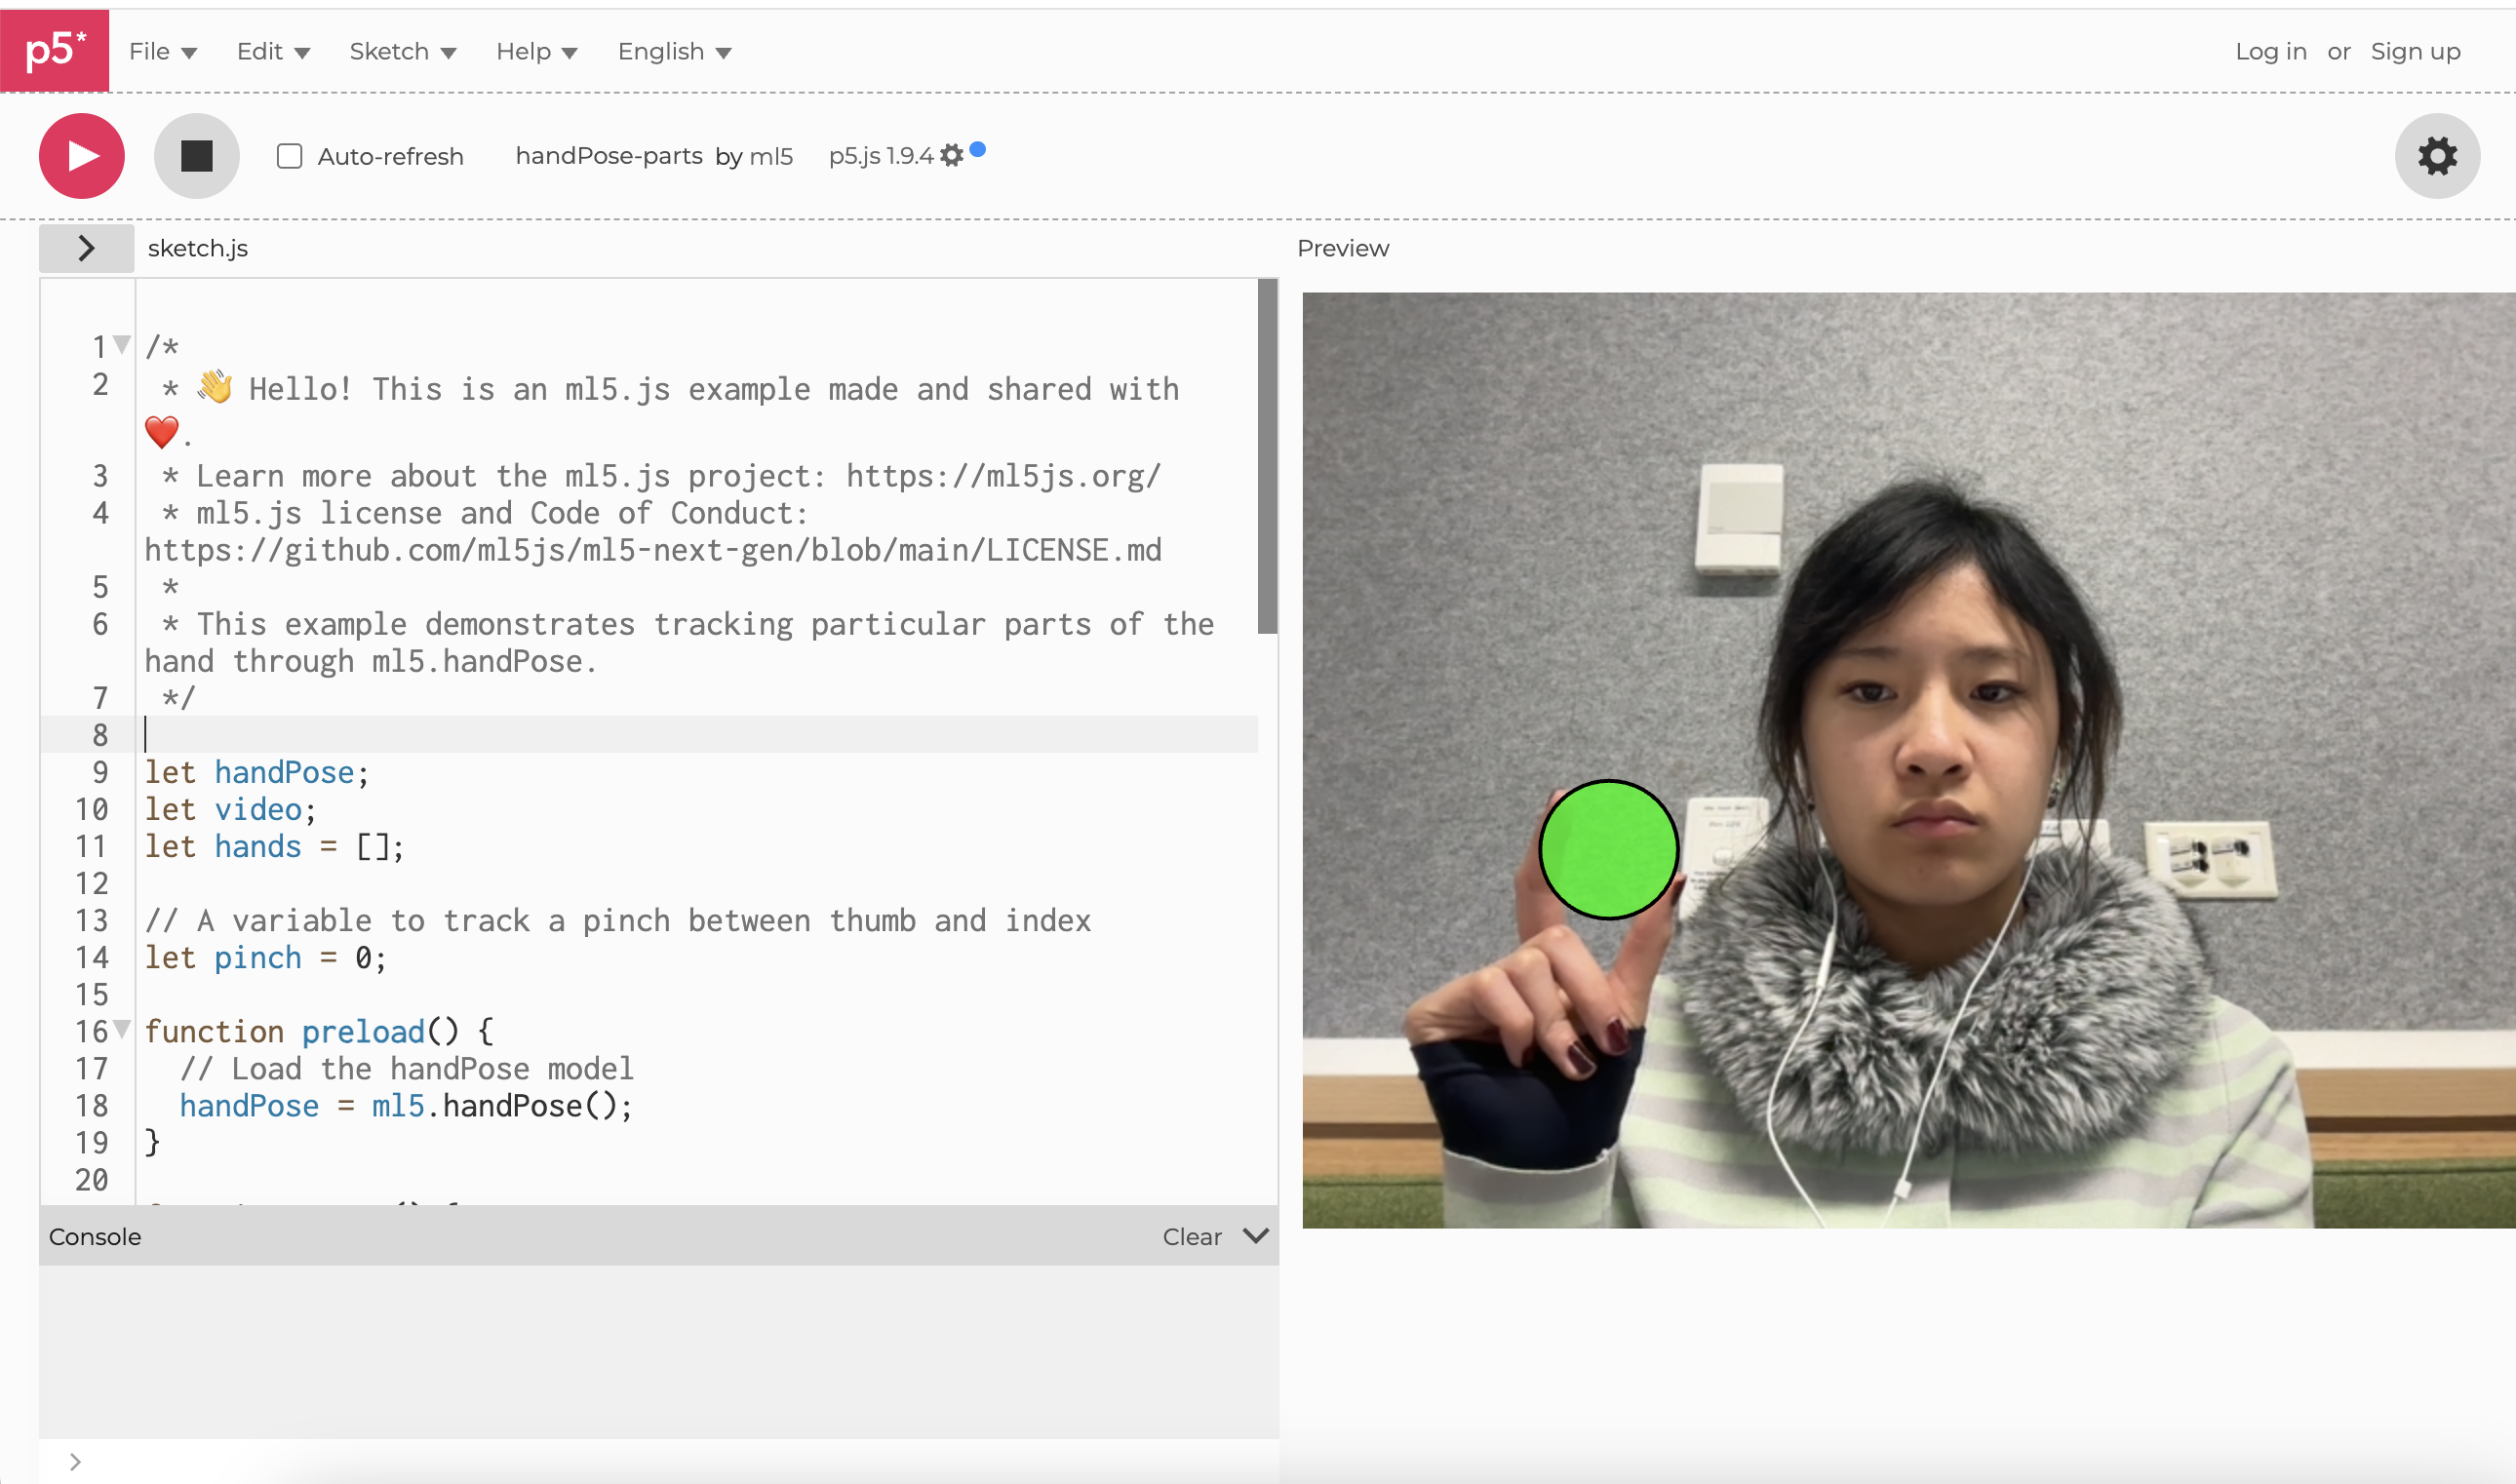 p5*
File Edit Sketch Help English
Log in or Sign up
Auto-refresh handPose-parts by ml5 p5.js 1.9.4
sketch.js
Preview
1 /*
2  * 👋 Hello! This is an ml5.js example made and shared with
❤️.
3  * Learn more about the ml5.js project: https://ml5js.org/
4  * ml5.js license and Code of Conduct:
https://github.com/ml5js/ml5-next-gen/blob/main/LICENSE.md
5  *
6  * This example demonstrates tracking particular parts of the
hand through ml5.handPose.
7  */
8
9 let handPose;
10 let video;
11 let hands = [];
12
13 // A variable to track a pinch between thumb and index
14 let pinch = 0;
15
16 function preload() {
17   // Load the handPose model
18   handPose = ml5.handPose();
19 }
20
Console
Clear
>